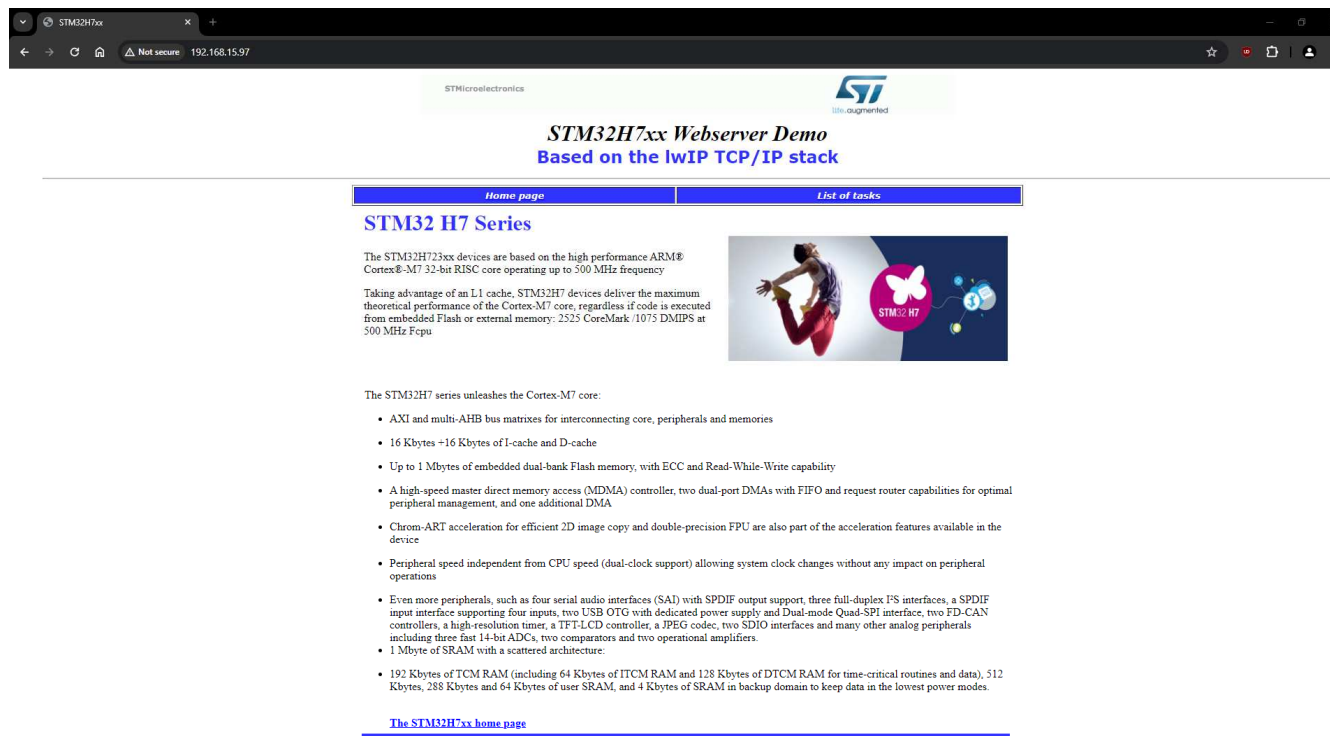 STM32H7xx
Not secure 192.168.15.97
STMicroelectronics
ST
life.augmented
STM32H7xx Webserver Demo
Based on the lwIP TCP/IP stack
Home page
List of tasks
STM32 H7 Series
The STM32H723xx devices are based on the high performance ARM®
Cortex®-M7 32-bit RISC core operating up to 500 MHz frequency
Taking advantage of an L1 cache, STM32H7 devices deliver the maximum
theoretical performance of the Cortex-M7 core, regardless if code is executed
from embedded Flash or external memory: 2525 CoreMark /1075 DMIPS at
500 MHz Fcpu
STM32 H7
The STM32H7 series unleashes the Cortex-M7 core:
• AXI and multi-AHB bus matrixes for interconnecting core, peripherals and memories
• 16 Kbytes +16 Kbytes of I-cache and D-cache
• Up to 1 Mbytes of embedded dual-bank Flash memory, with ECC and Read-While-Write capability
• A high-speed master direct memory access (MDMA) controller, two dual-port DMAs with FIFO and request router capabilities for optimal
peripheral management, and one additional DMA
• Chrom-ART acceleration for efficient 2D image copy and double-precision FPU are also part of the acceleration features available in the
device
• Peripheral speed independent from CPU speed (dual-clock support) allowing system clock changes without any impact on peripheral
operations
• Even more peripherals, such as four serial audio interfaces (SAI) with SPDIF output support, three full-duplex I²S interfaces, a SPDIF
input interface supporting four inputs, two USB OTG with dedicated power supply and Dual-mode Quad-SPI interface, two FD-CAN
controllers, a high-resolution timer, a TFT-LCD controller, a JPEG codec, two SDIO interfaces and many other analog peripherals
including three fast 14-bit ADCs, two comparators and two operational amplifiers.
• 1 Mbyte of SRAM with a scattered architecture:
• 192 Kbytes of TCM RAM (including 64 Kbytes of ITCM RAM and 128 Kbytes of DTCM RAM for time-critical routines and data), 512
Kbytes, 288 Kbytes and 64 Kbytes of user SRAM, and 4 Kbytes of SRAM in backup domain to keep data in the lowest power modes.
The STM32H7xx home page